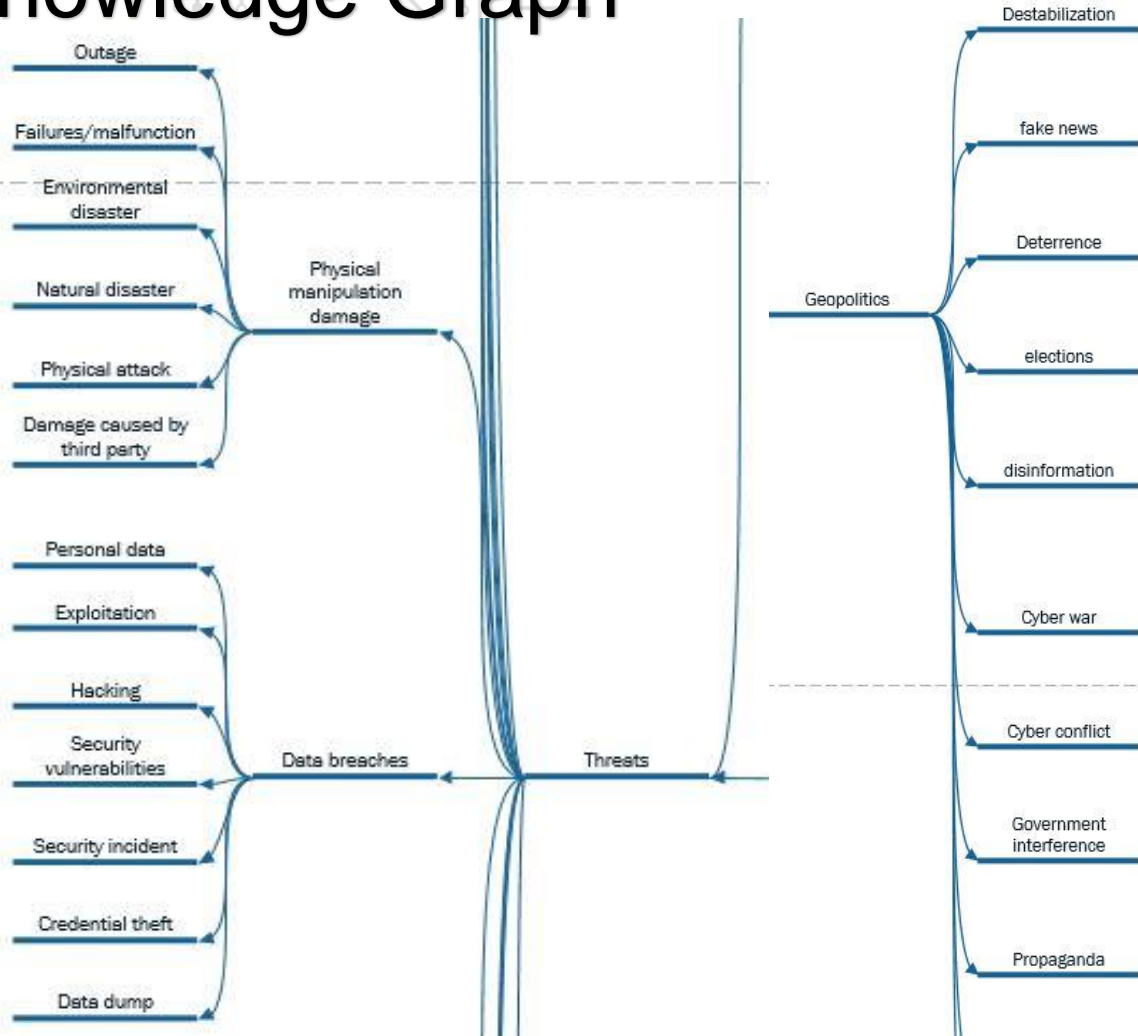 nowledge Graph
Outage
Failures/malfunction
Environmental
disaster
Natural disaster
Physical attack
Damage caused by
third party
Physical
manipulation
damage
Personal data
Exploitation
Hacking
Security
vulnerabilities
Security incident
Credential theft
Data dump
Data breaches
Threats
Geopolitics
Destabilization
fake news
Deterrence
elections
disinformation
Cyber war
Cyber conflict
Government
interference
Propaganda